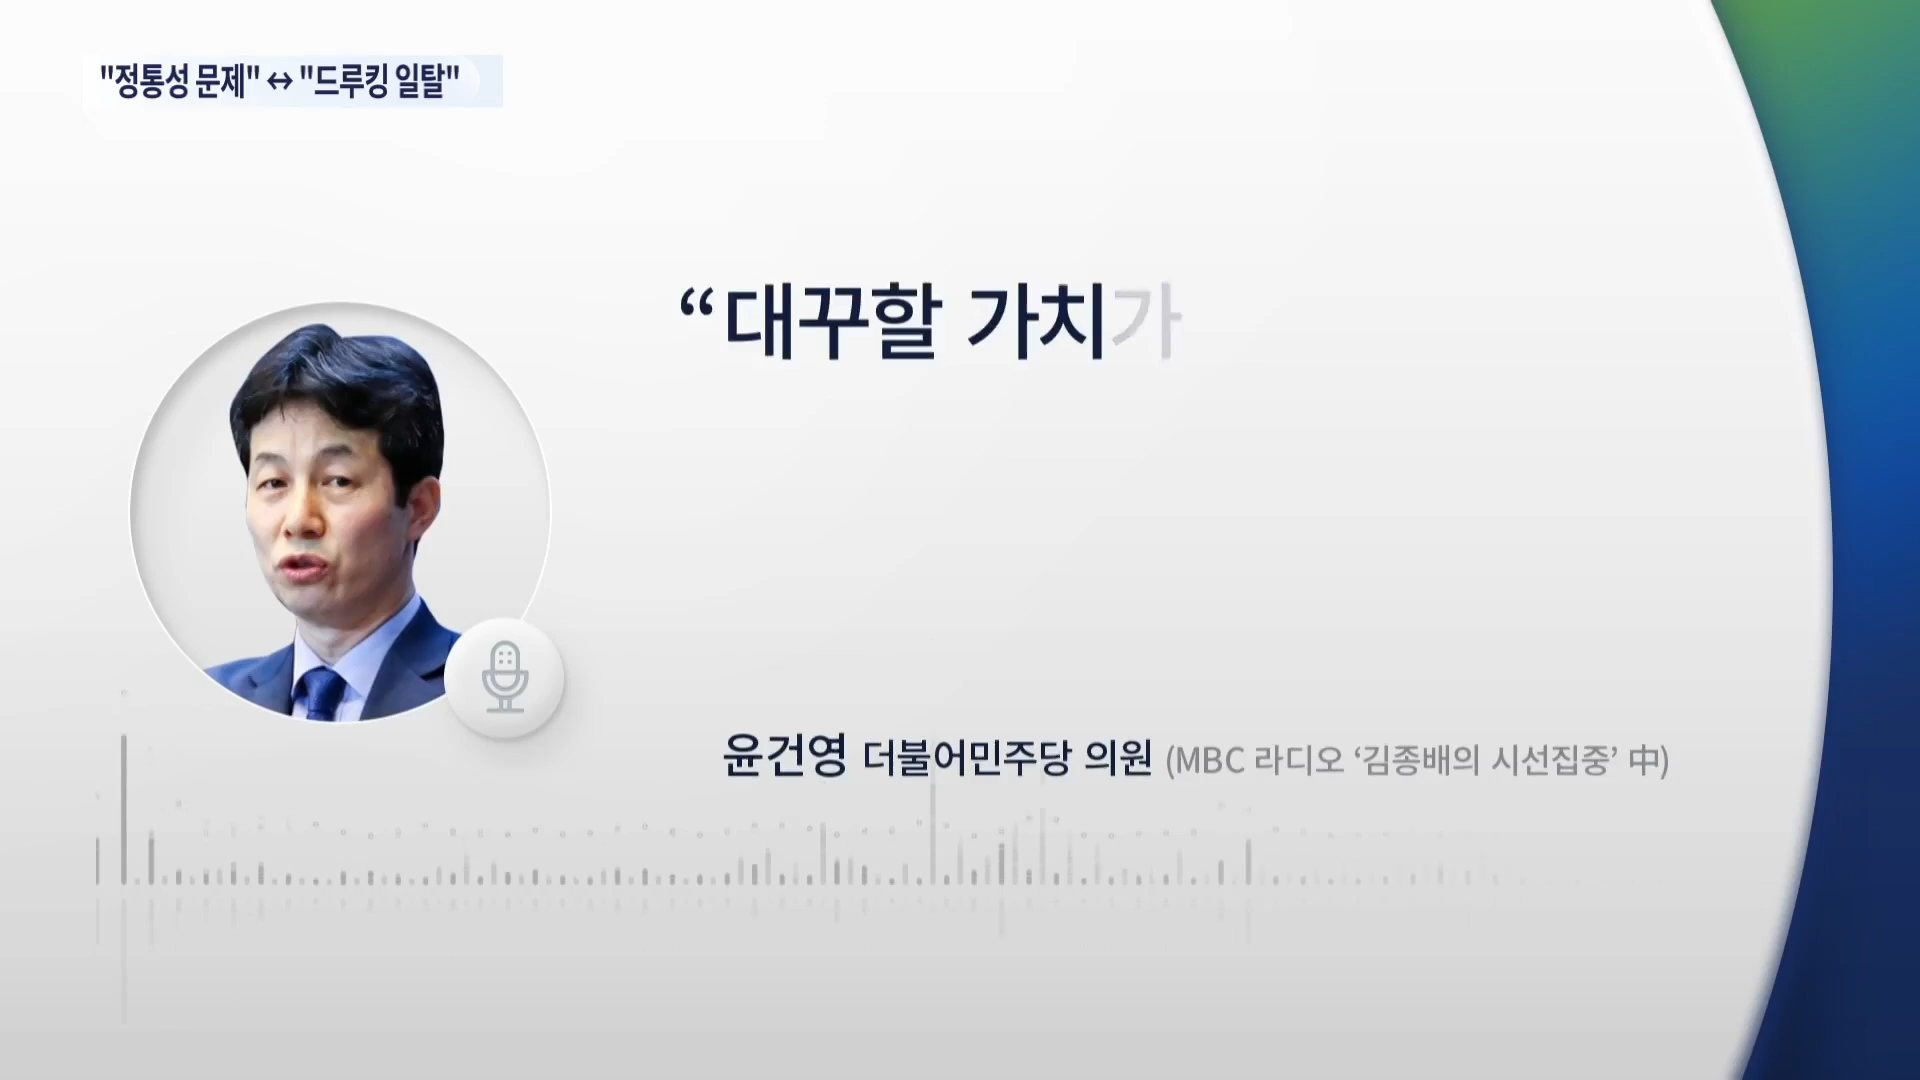 "정통성 문제" ↔ "드루킹 일탈"
“대꾸할 가치가
윤건영 더불어민주당 의원 (MBC 라디오 ‘김종배의 시선집중’ 中)